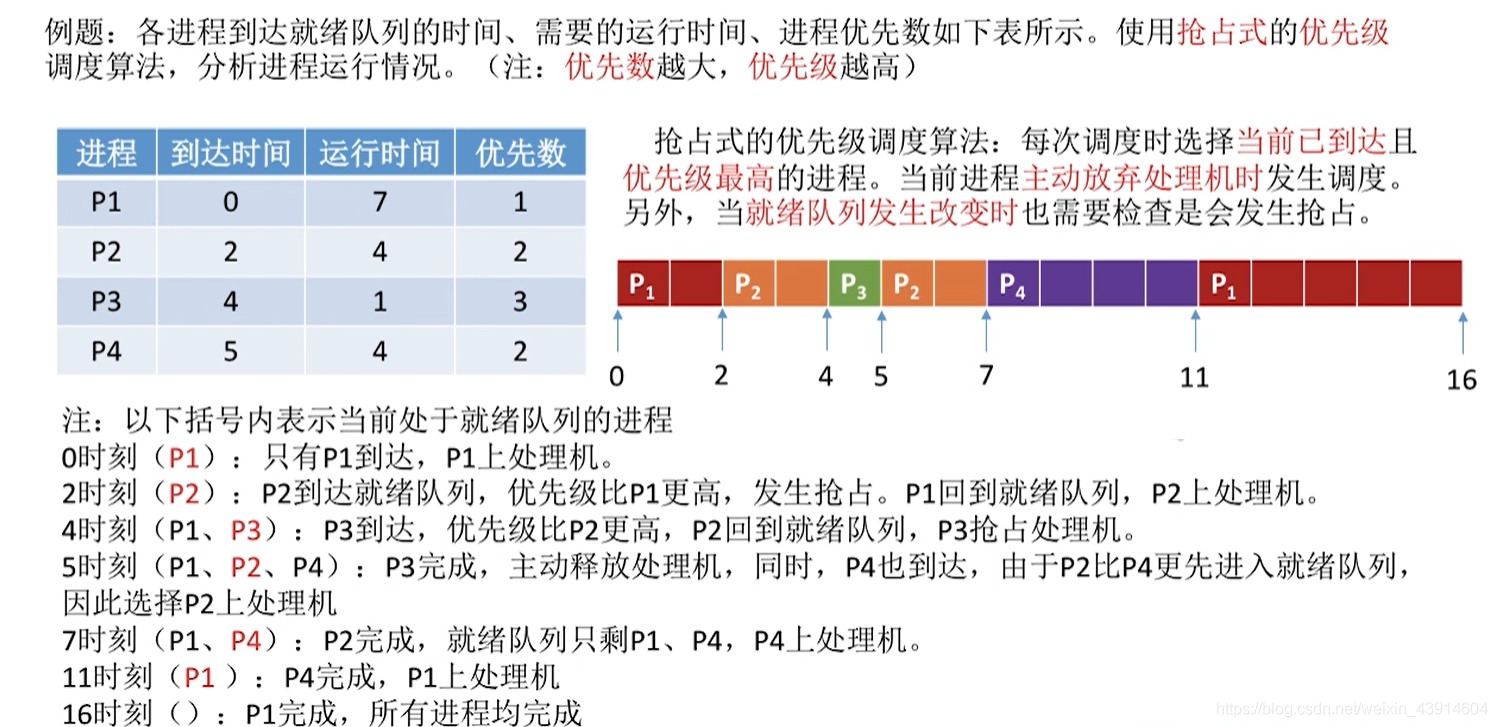 例题：各进程到达就绪队列的时间、需要的运行时间、进程优先数如下表所示。使用抢占式的优先级
调度算法，分析进程运行情况。（注：优先数越大，优先级越高）
进程 到达时间 运行时间 优先数
P1 0 7 1
P2 2 4 2
P3 4 1 3
P4 5 4 2
抢占式的优先级调度算法：每次调度时选择当前已到达且
优先级最高的进程。当前进程主动放弃处理机时发生调度。
另外，当就绪队列发生改变时也需要检查是会发生抢占。
P1 P2 P3 P2 P4 P1
0 2 4 5 7 11 16
注：以下括号内表示当前处于就绪队列的进程
0时刻（P1）：只有P1到达，P1上处理机。
2时刻（P2）：P2到达就绪队列，优先级比P1更高，发生抢占。P1回到就绪队列，P2上处理机。
4时刻（P1、P3）：P3到达，优先级比P2更高，P2回到就绪队列，P3抢占处理机。
5时刻（P1、P2、P4）：P3完成，主动释放处理机，同时，P4也到达，由于P2比P4更先进入就绪队列，
因此选择P2上处理机
7时刻（P1、P4）：P2完成，就绪队列只剩P1、P4，P4上处理机。
11时刻（P1 ）：P4完成，P1上处理机
16时刻（）：P1完成，所有进程均完成
https://blog.csdn.net/weixin_43914604